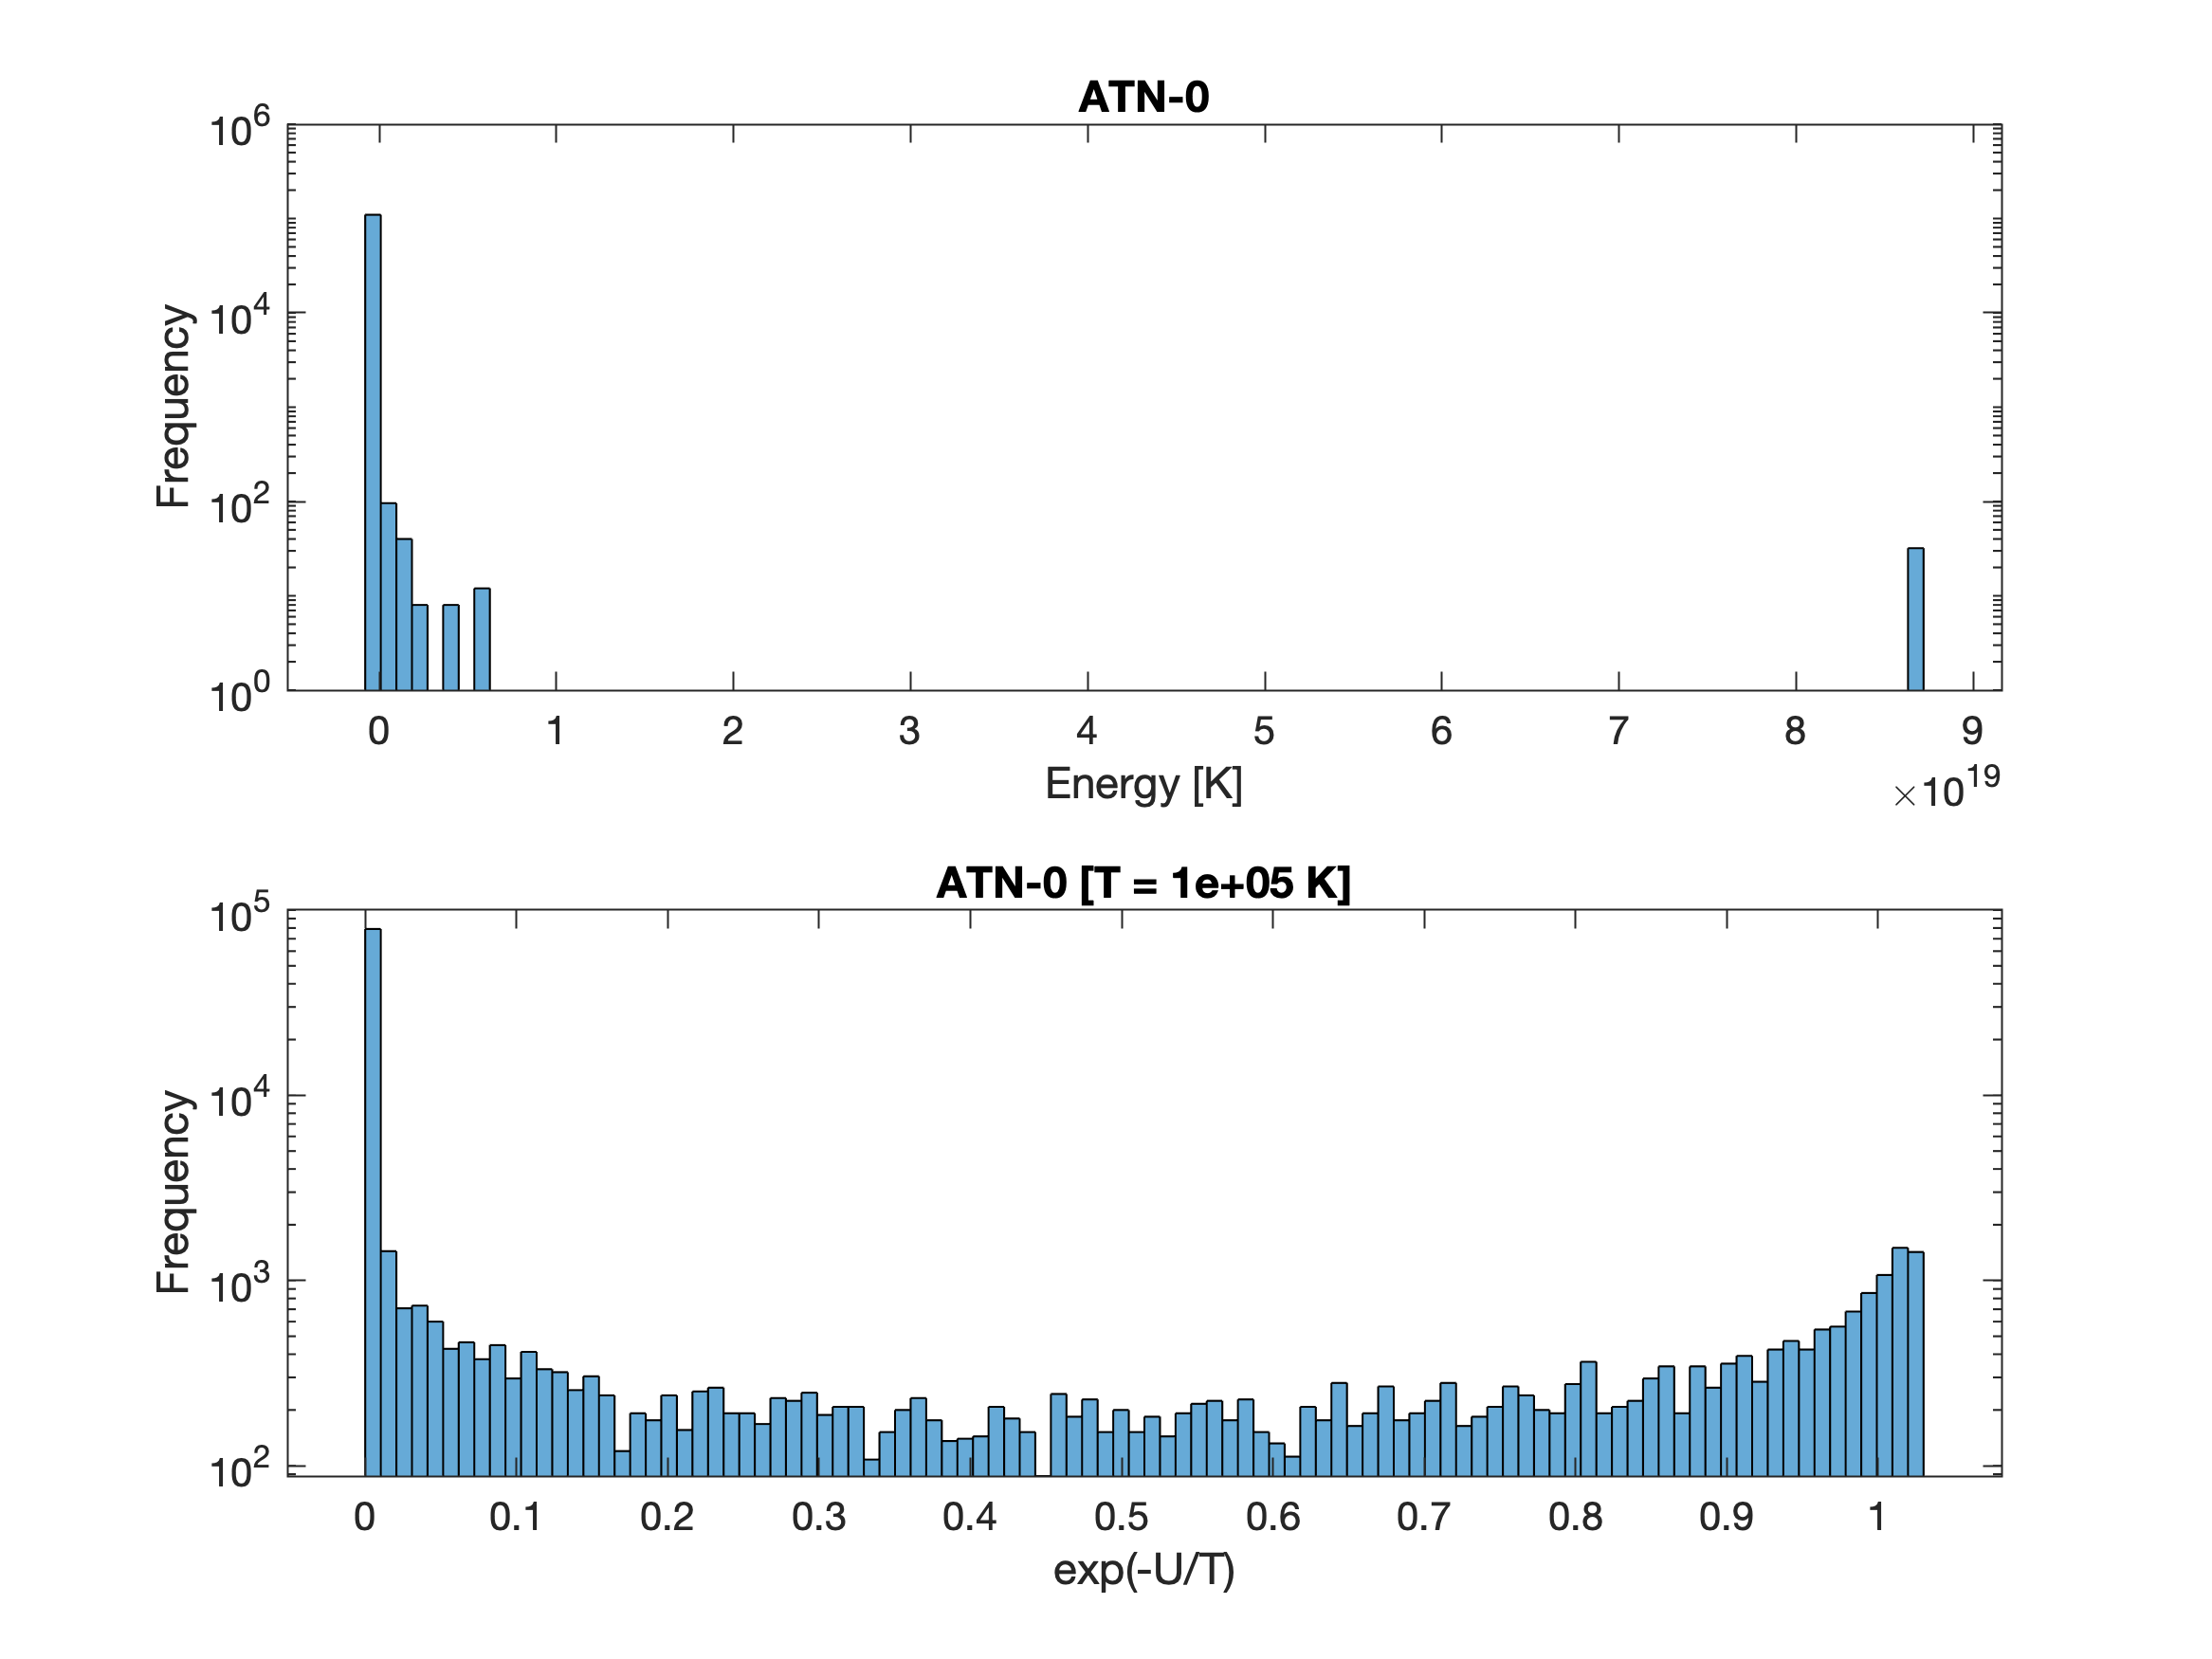 ATN-0
10^6
10^4
10^2
10^0
Frequency
0 1 2 3 4 5 6 7 8 9
Energy [K]
×10^19
ATN-0 [T = 1e+05 K]
10^5
10^4
10^3
10^2
Frequency
0 0.1 0.2 0.3 0.4 0.5 0.6 0.7 0.8 0.9 1
exp(-U/T)